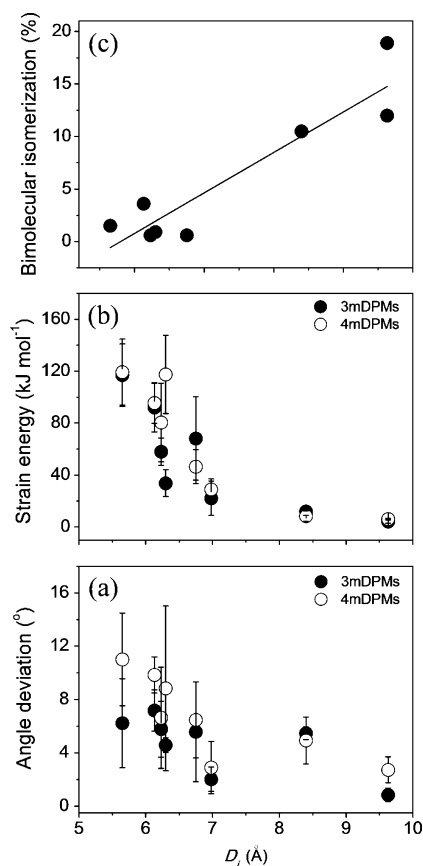 (c)
Bimolecular isomerization (%)
20
15
10
5
0
(b)
3mDPMs
4mDPMs
Strain energy (kJ mol⁻¹)
160
120
80
40
0
(a)
3mDPMs
4mDPMs
Angle deviation (°)
16
12
8
4
0
5 6 7 8 9 10
Dᵢ (Å)